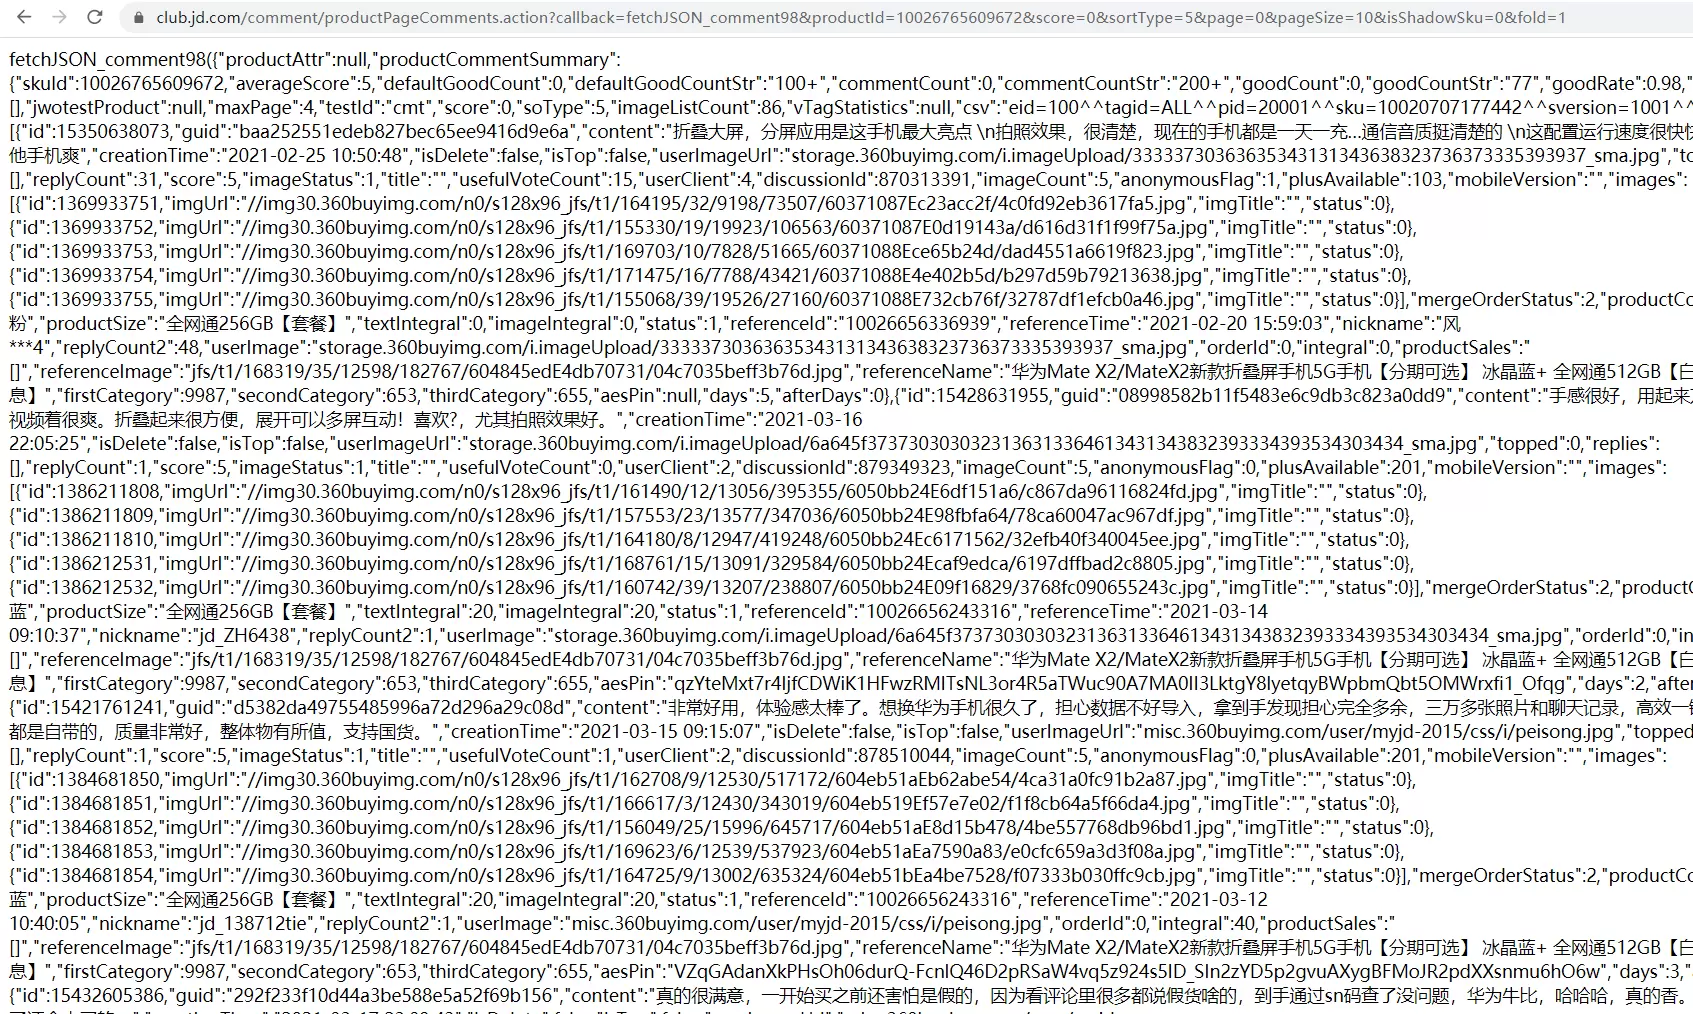 club.jd.com/comment/productPageComments.action?callback=fetchJSON_comment98&productId=10026765609672&score=0&sortType=5&page=0&pageSize=10&isShadowSku=0&fold=1
fetchJSON_comment98({"productAttr":null,"productCommentSummary":
{"skuId":10026765609672,"averageScore":5,"defaultGoodCount":0,"defaultGoodCountStr":"100+","commentCount":0,"commentCountStr":"200+","goodCount":0,"goodCountStr":"77","goodRate":0.98,"
[],"jwotestProduct":null,"maxPage":4,"testId":"cmt","score":0,"soType":5,"imageListCount":86,"vTagStatistics":null,"csv":"eid=100^^tagid=ALL^^pid=20001^^sku=10020707177442^^sversion=1001^^
[{"id":15350638073,"guid":"baa252551edeb827bec65ee9416d9e6a","content":"折叠大屏，分屏应用是这手机最大亮点 \n拍照效果，很清楚，现在的手机都是一天一充...通信音质挺清楚的 \n这配置运行速度很快
他手机爽","creationTime":"2021-02-25 10:50:48","isDelete":false,"isTop":false,"userImageUrl":"storage.360buyimg.com/i.imageUpload/3333373036363534313134363832373637333539393​7_sma.jpg","to
[],"replyCount":31,"score":5,"imageStatus":1,"title":"","usefulVoteCount":15,"userClient":4,"discussionId":870313391,"imageCount":5,"anonymousFlag":1,"plusAvailable":103,"mobileVersion":"","images":
[{"id":1369933751,"imgUrl":"//img30.360buyimg.com/n0/s128x96_jfs/t1/164195/32/9198/73507/60371087Ec23acc2f/4c0fd92eb3617fa5.jpg","imgTitle":"","status":0},
{"id":1369933752,"imgUrl":"//img30.360buyimg.com/n0/s128x96_jfs/t1/155330/19/19923/106563/60371087E0d19143a/d616d31f1f99f75a.jpg","imgTitle":"","status":0},
{"id":1369933753,"imgUrl":"//img30.360buyimg.com/n0/s128x96_jfs/t1/169703/10/7828/51665/60371088Ece65b24d/dad4551a6619f823.jpg","imgTitle":"","status":0},
{"id":1369933754,"imgUrl":"//img30.360buyimg.com/n0/s128x96_jfs/t1/171475/16/7788/43421/60371088E4e402b5d/b297d59b79213638.jpg","imgTitle":"","status":0},
{"id":1369933755,"imgUrl":"//img30.360buyimg.com/n0/s128x96_jfs/t1/155068/39/19526/27160/60371088E732cb76f/32787df1efcb0a46.jpg","imgTitle":"","status":0}],"mergeOrderStatus":2,"productCo
粉","productSize":"全网通256GB【套餐】","textIntegral":0,"imageIntegral":0,"status":1,"referenceId":"10026656336939","referenceTime":"2021-02-20 15:59:03","nickname":"风
***4","replyCount2":48,"userImage":"storage.360buyimg.com/i.imageUpload/33333730363635343131343638323736373335393937_sma.jpg","orderId":0,"integral":0,"productSales":"
[]","referenceImage":"jfs/t1/168319/35/12598/182767/604845edE4db70731/04c7035beff3b76d.jpg","referenceName":"华为Mate X2/MateX2新款折叠屏手机5G手机【分期可选】 冰晶蓝+ 全网通512GB【白
息】","firstCategory":9987,"secondCategory":653,"thirdCategory":655,"aesPin":null,"days":5,"afterDays":0},{"id":15428631955,"guid":"08998582b11f5483e6c9db3c823a0dd9","content":"手感很好，用起来
视频着很爽。折叠起来很方便，展开可以多屏互动！喜欢?，尤其拍照效果好。","creationTime":"2021-03-16
22:05:25","isDelete":false,"isTop":false,"userImageUrl":"storage.360buyimg.com/i.imageUpload/6a645f373730303032313631336461343134383239333439353430​3434_sma.jpg","topped":0,"replies":
[],"replyCount":1,"score":5,"imageStatus":1,"title":"","usefulVoteCount":0,"userClient":2,"discussionId":879349323,"imageCount":5,"anonymousFlag":0,"plusAvailable":201,"mobileVersion":"","images":
[{"id":1386211808,"imgUrl":"//img30.360buyimg.com/n0/s128x96_jfs/t1/161490/12/13056/395355/6050bb24E6df151a6/c867da96116824fd.jpg","imgTitle":"","status":0},
{"id":1386211809,"imgUrl":"//img30.360buyimg.com/n0/s128x96_jfs/t1/157553/23/13577/347036/6050bb24E98fbfa64/78ca60047ac967df.jpg","imgTitle":"","status":0},
{"id":1386211810,"imgUrl":"//img30.360buyimg.com/n0/s128x96_jfs/t1/164180/8/12947/419248/6050bb24Ec6171562/32efb40f340045ee.jpg","imgTitle":"","status":0},
{"id":1386212531,"imgUrl":"//img30.360buyimg.com/n0/s128x96_jfs/t1/168761/15/13091/329584/6050bb24Ecaf9edca/6197dffbad2c8805.jpg","imgTitle":"","status":0},
{"id":1386212532,"imgUrl":"//img30.360buyimg.com/n0/s128x96_jfs/t1/160742/39/13207/238807/6050bb24E09f16829/3768fc090655243c.jpg","imgTitle":"","status":0}],"mergeOrderStatus":2,"productC
蓝","productSize":"全网通256GB【套餐】","textIntegral":20,"imageIntegral":20,"status":1,"referenceId":"10026656243316","referenceTime":"2021-03-14
09:10:37","nickname":"jd_ZH6438","replyCount2":1,"userImage":"storage.360buyimg.com/i.imageUpload/6a645f3737303030323136313364613431343832393334393534303434_sma.jpg","orderId":0,"in
[]","referenceImage":"jfs/t1/168319/35/12598/182767/604845edE4db70731/04c7035beff3b76d.jpg","referenceName":"华为Mate X2/MateX2新款折叠屏手机5G手机【分期可选】 冰晶蓝+ 全网通512GB【白
息】","firstCategory":9987,"secondCategory":653,"thirdCategory":655,"aesPin":"qzYteMxt7r4IjfCDWiK1HFwzRMITsNL3or4R5aTWuc90A7MA0II3LktgY8lyetqyBWpbmQbt5OMWrxfi1_Ofqg","days":2,"after
{"id":15421761241,"guid":"d5382da49755485996a72d296a29c08d","content":"非常好用，体验感太棒了。想换华为手机很久了，担心数据不好导入，拿到手发现担心完全多余，三万多张照片和聊天记录，高效一
都是自带的，质量非常好，整体物有所值，支持国货。","creationTime":"2021-03-15 09:15:07","isDelete":false,"isTop":false,"userImageUrl":"misc.360buyimg.com/user/myjd-2015/css/i/peisong.jpg","topped
[],"replyCount":1,"score":5,"imageStatus":1,"title":"","usefulVoteCount":0,"userClient":2,"discussionId":878510044,"imageCount":5,"anonymousFlag":0,"plusAvailable":201,"mobileVersion":"","images":
[{"id":1384681850,"imgUrl":"//img30.360buyimg.com/n0/s128x96_jfs/t1/162708/9/12530/517172/604eb51aEb62abe54/4ca31a0fc91b2a87.jpg","imgTitle":"","status":0},
{"id":1384681851,"imgUrl":"//img30.360buyimg.com/n0/s128x96_jfs/t1/166617/3/12430/343019/604eb519Ef57e7e02/f1f8cb64a5f66da4.jpg","imgTitle":"","status":0},
{"id":1384681852,"imgUrl":"//img30.360buyimg.com/n0/s128x96_jfs/t1/156049/25/15996/645717/604eb51aE8d15b478/4be557768db96bd1.jpg","imgTitle":"","status":0},
{"id":1384681853,"imgUrl":"//img30.360buyimg.com/n0/s128x96_jfs/t1/169623/6/12539/537923/604eb51aEa7590a83/e0cfc659a3d3f08a.jpg","imgTitle":"","status":0},
{"id":1384681854,"imgUrl":"//img30.360buyimg.com/n0/s128x96_jfs/t1/164725/9/13002/635324/604eb51bEa4be7528/f07333b030ffc9cb.jpg","imgTitle":"","status":0}],"mergeOrderStatus":2,"productCo
蓝","productSize":"全网通256GB【套餐】","textIntegral":20,"imageIntegral":20,"status":1,"referenceId":"10026656243316","referenceTime":"2021-03-12
10:40:05","nickname":"jd_138712tie","replyCount2":1,"userImage":"misc.360buyimg.com/user/myjd-2015/css/i/peisong.jpg","orderId":0,"integral":40,"productSales":"
[]","referenceImage":"jfs/t1/168319/35/12598/182767/604845edE4db70731/04c7035beff3b76d.jpg","referenceName":"华为Mate X2/MateX2新款折叠屏手机5G手机【分期可选】 冰晶蓝+ 全网通512GB【白
息】","firstCategory":9987,"secondCategory":653,"thirdCategory":655,"aesPin":"VZqGAdanXkPHsOh06durQ-FcnlQ46D2pRSaW4vq5z924s5ID_SIn2zYD5p2gvuAXygBFMoJR2pdXXsnmu6hO6w","days":3,"
{"id":15432605386,"guid":"292f233f10d44a3be588e5a52f69b156","content":"真的很满意，一开始买之前还害怕是假的，因为看评论里很多都说假货啥的，到手通过sn码查了没问题，华为牛比，哈哈哈，真的香。